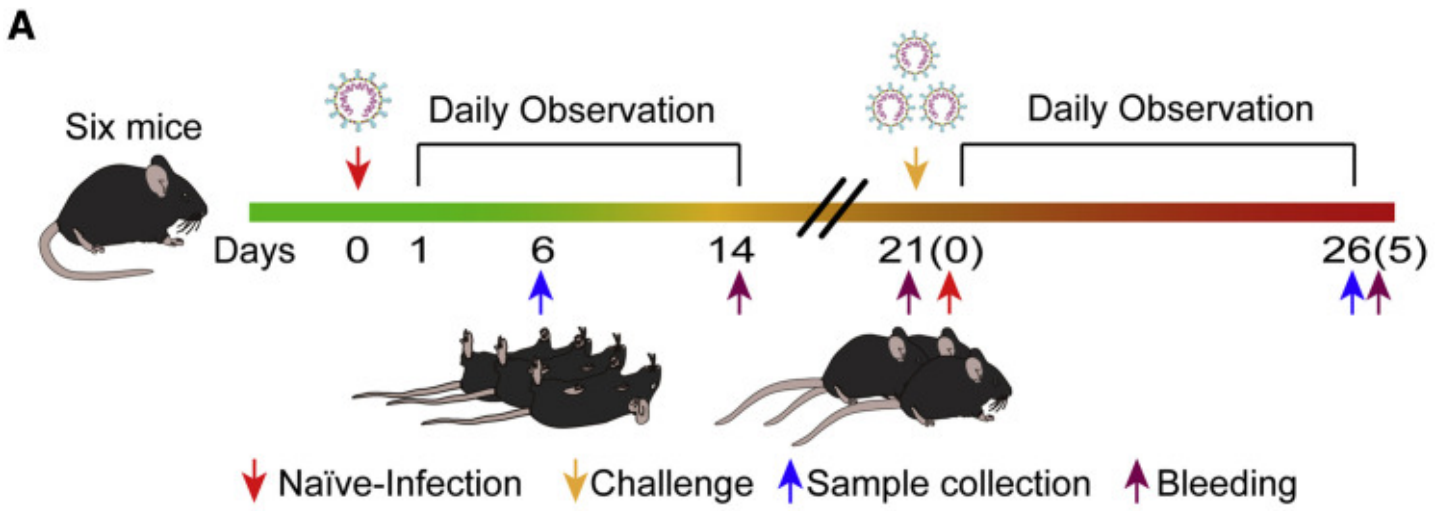 A
Six mice
Daily Observation
Daily Observation
Days 0 1 6 14 21(0) 26(5)
Naïve-Infection Challenge Sample collection Bleeding